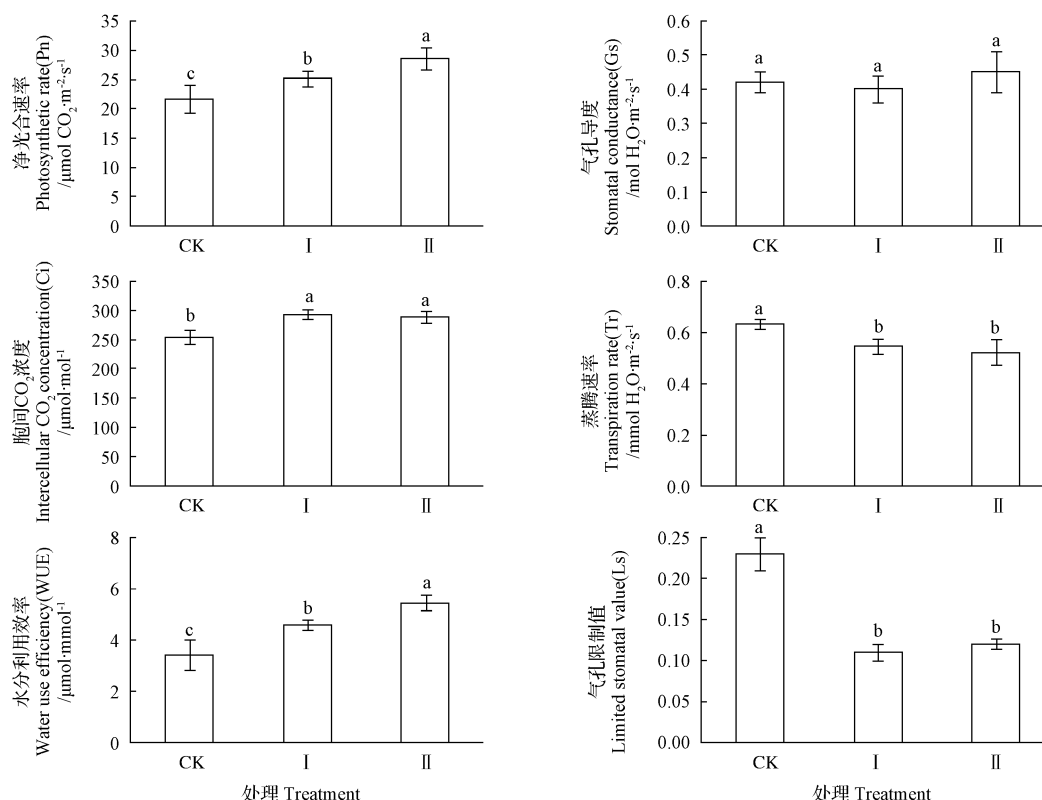 净光合速率
Photosynthetic rate(Pn)
/μmol CO₂·m⁻²·s⁻¹
35
30
25
20
15
10
5
0
c
b
a
CK
Ⅰ
Ⅱ
气孔导度
Stomatal conductance(Gs)
/mol H₂O·m⁻²·s⁻¹
0.6
0.5
0.4
0.3
0.2
0.1
0.0
a
a
a
CK
Ⅰ
Ⅱ
胞间CO₂浓度
Intercellular CO₂ concentration(Ci)
/μmol·mol⁻¹
350
300
250
200
150
100
50
0
b
a
a
CK
Ⅰ
Ⅱ
蒸腾速率
Transpiration rate(Tr)
/mmol H₂O·m⁻²·s⁻¹
0.8
0.6
0.4
0.2
0.0
a
b
b
CK
Ⅰ
Ⅱ
水分利用效率
Water use efficiency(WUE)
/μmol·mmol⁻¹
8
6
4
2
0
c
b
a
CK
Ⅰ
Ⅱ
处理 Treatment
气孔限制值
Limited stomatal value(Ls)
0.25
0.20
0.15
0.10
0.05
0.00
a
b
b
CK
Ⅰ
Ⅱ
处理 Treatment